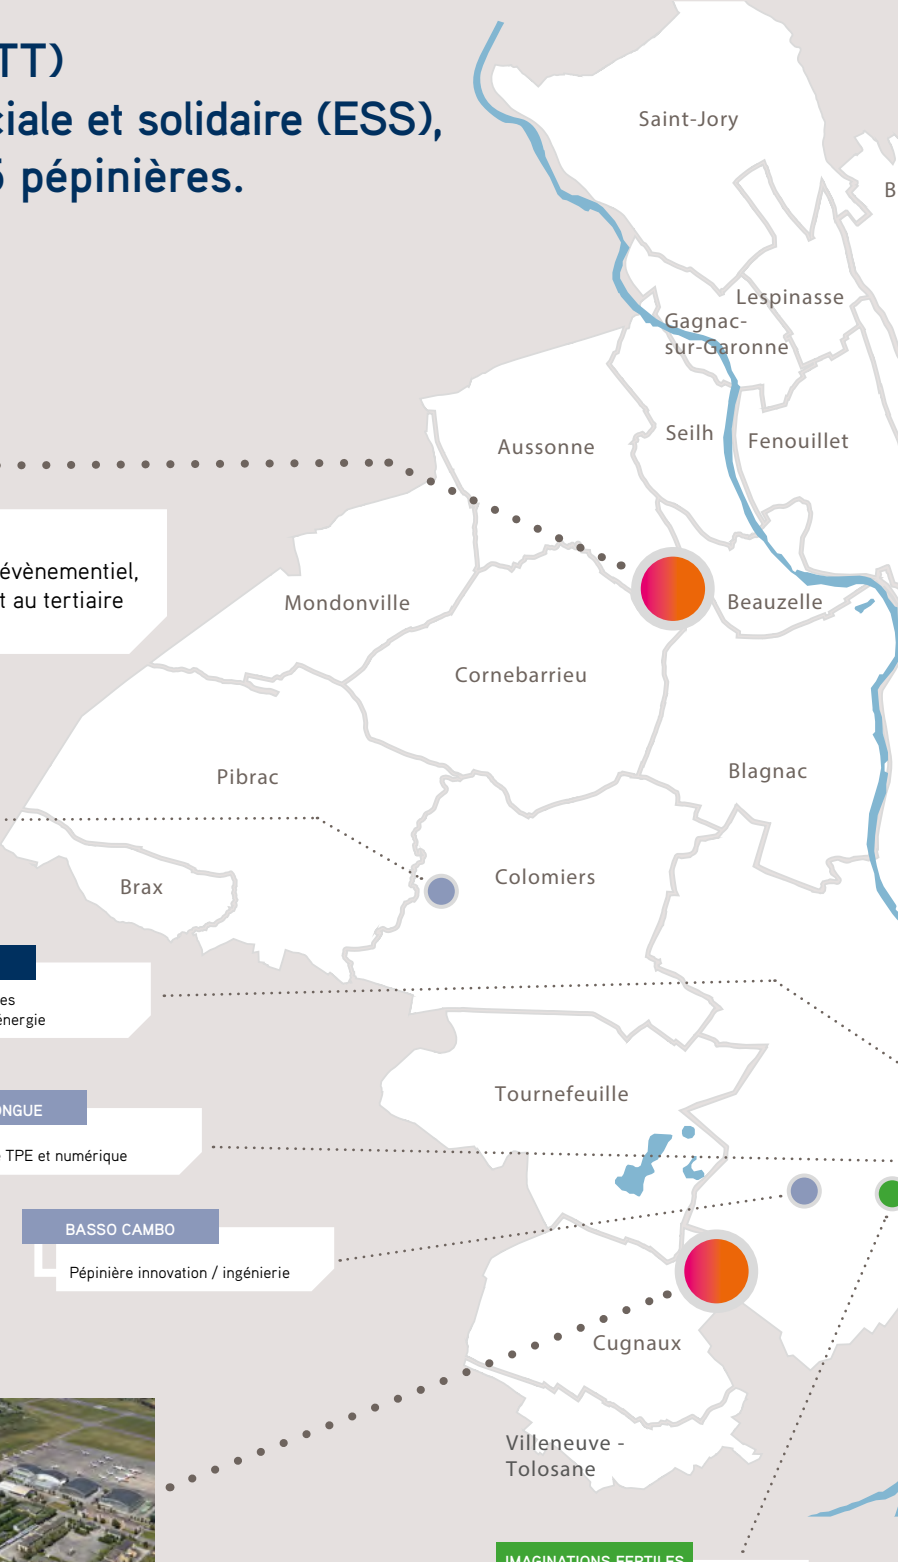 TT)
ciale et solidaire (ESS),
5 pépinières.
Saint-Jory
B
Lespinasse
Gagnac-
sur-Garonne
Seilh
Fenouillet
Aussonne
évènementiel,
t au tertiaire
Mondonville
Beauzelle
Cornebarrieu
Pibrac
Blagnac
Brax
Colomiers
es
énergie
Tournefeuille
ONGUE
TPE et numérique
BASSO CAMBO
Pépinière innovation / ingénierie
Cugnaux
Villeneuve -
Tolosane
IMAGINATIONS FERTILES